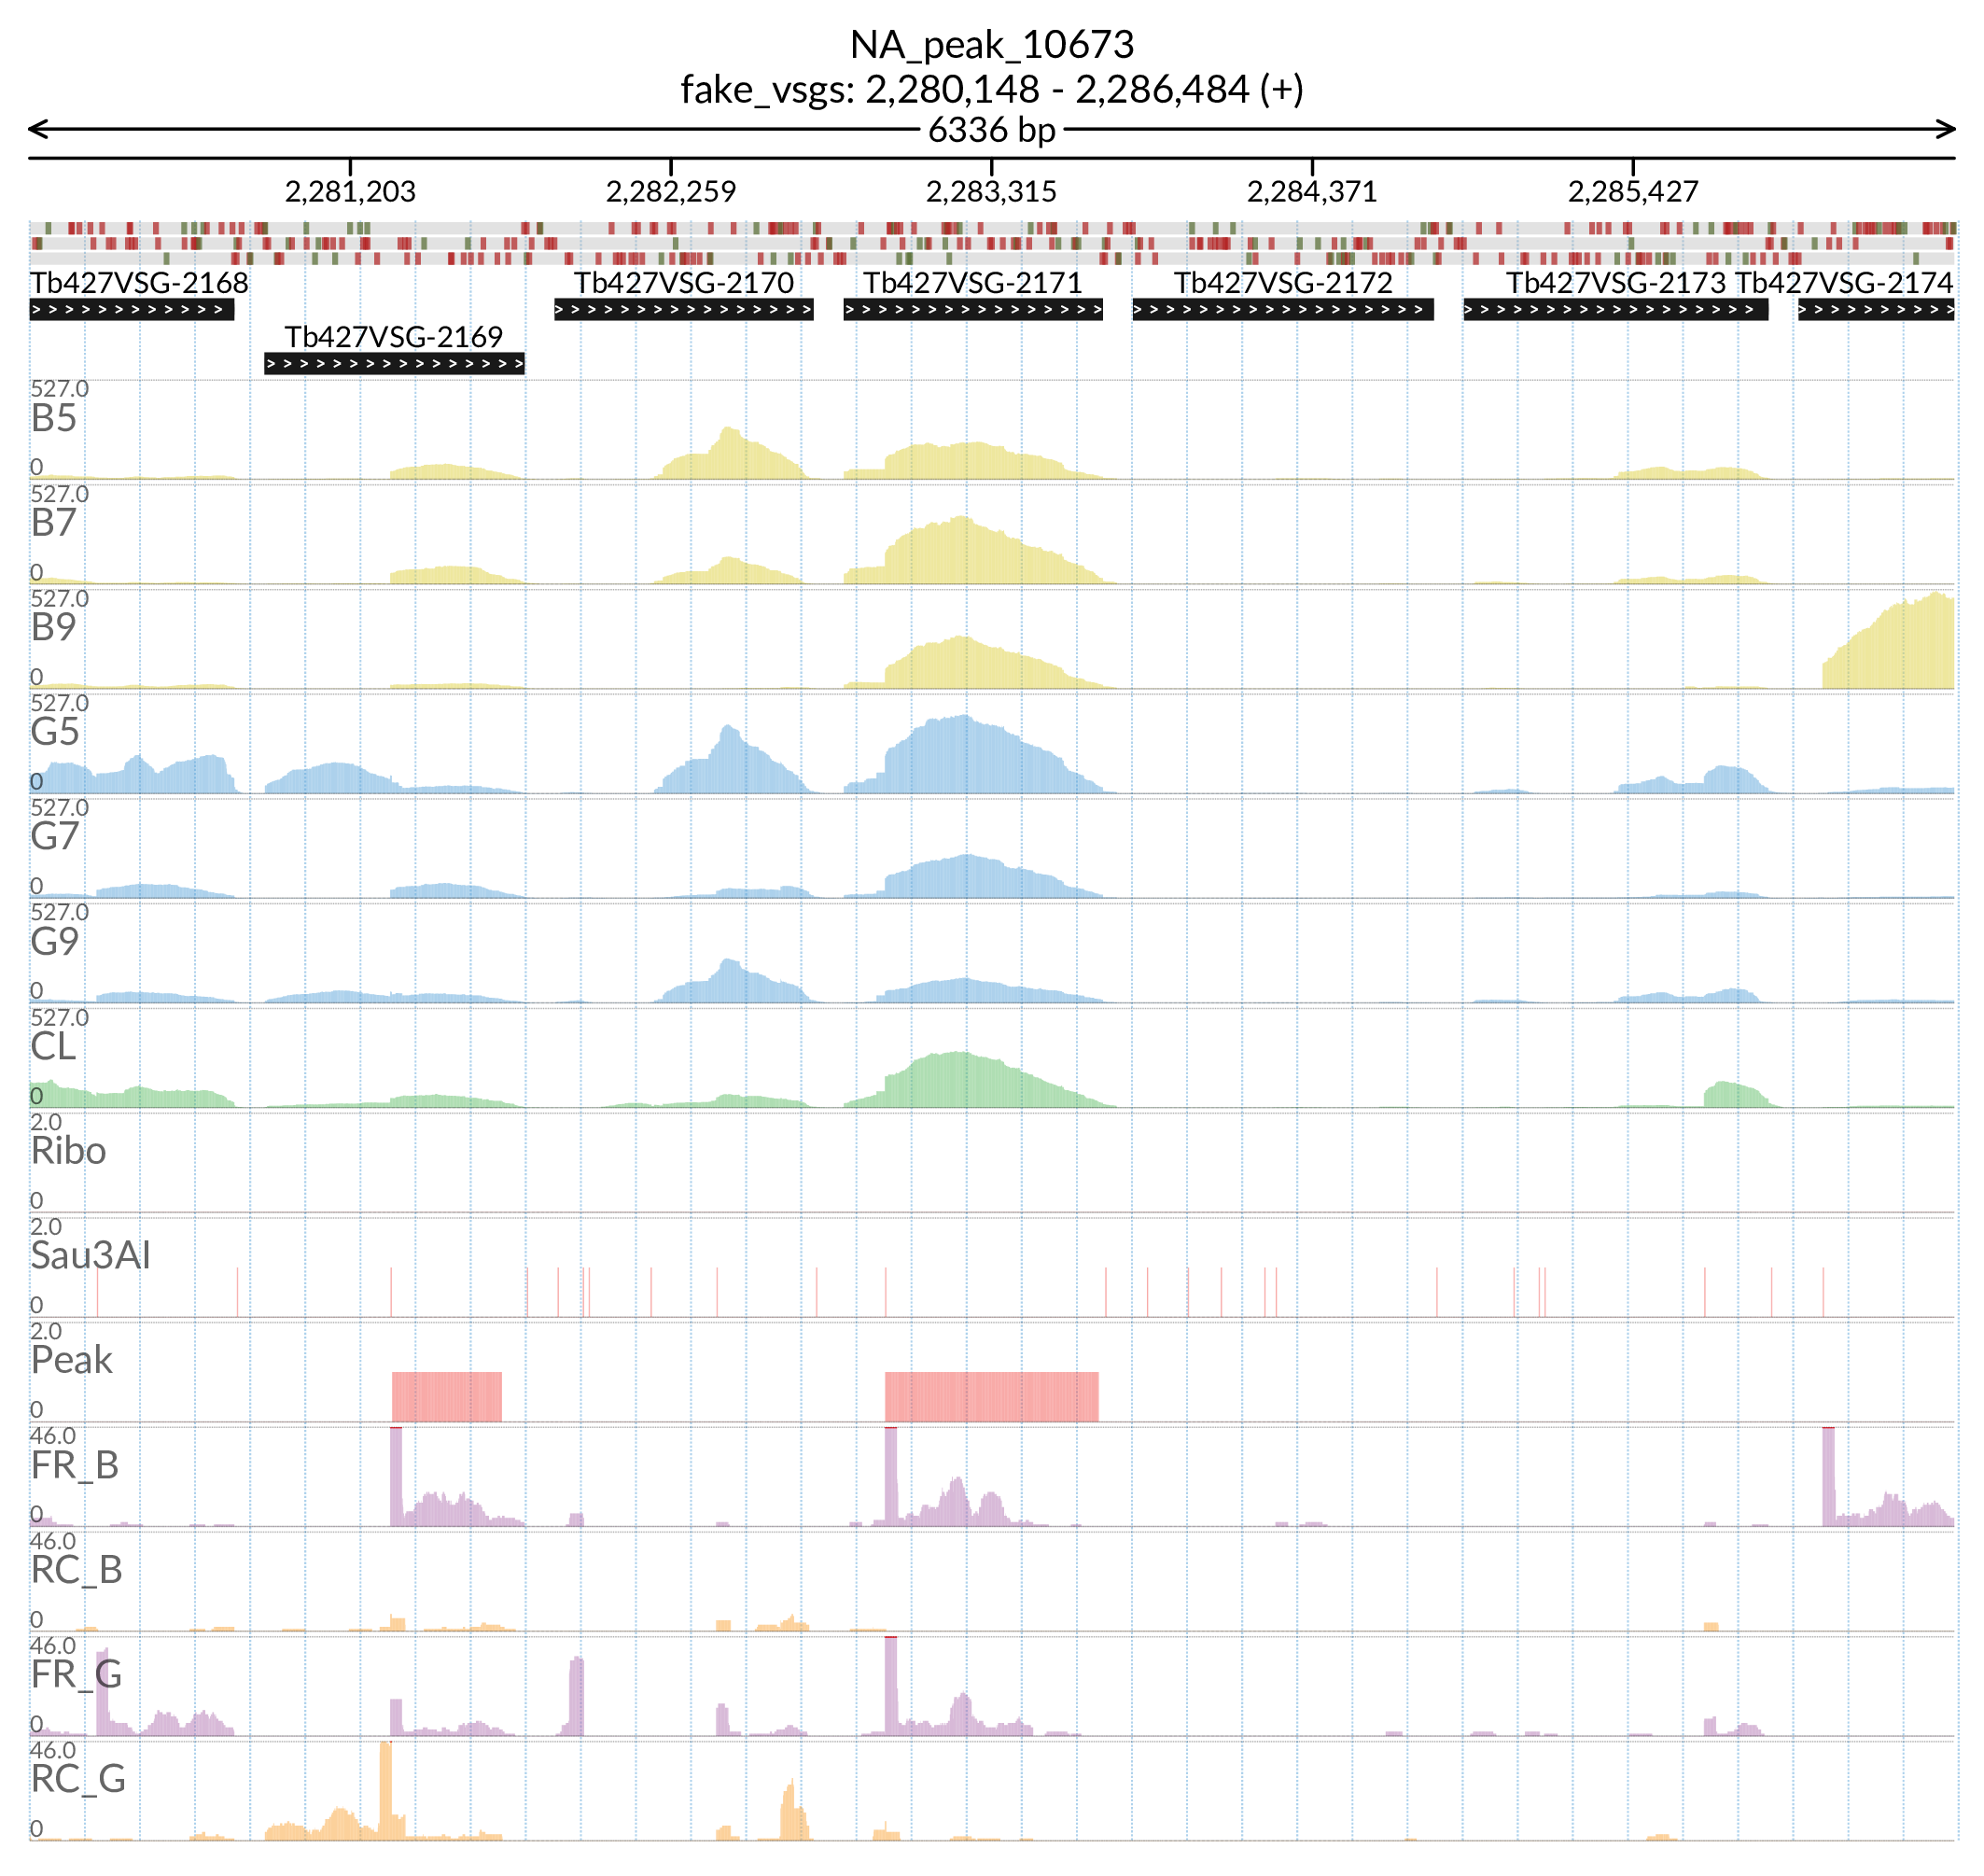 NA_peak_10673
fake_vsgs: 2,280,148 - 2,286,484 (+)
6336 bp
2,281,203 2,282,259 2,283,315 2,284,371 2,285,427
Tb427VSG-2168 Tb427VSG-2170 Tb427VSG-2171 Tb427VSG-2172 Tb427VSG-2173 Tb427VSG-2174
Tb427VSG-2169
527.0
B5
0
527.0
B7
0
527.0
B9
0
527.0
G5
0
527.0
G7
0
527.0
G9
0
527.0
CL
0
2.0
Ribo
0
2.0
Sau3AI
0
2.0
Peak
0
46.0
FR_B
0
46.0
RC_B
0
46.0
FR_G
0
46.0
RC_G
0